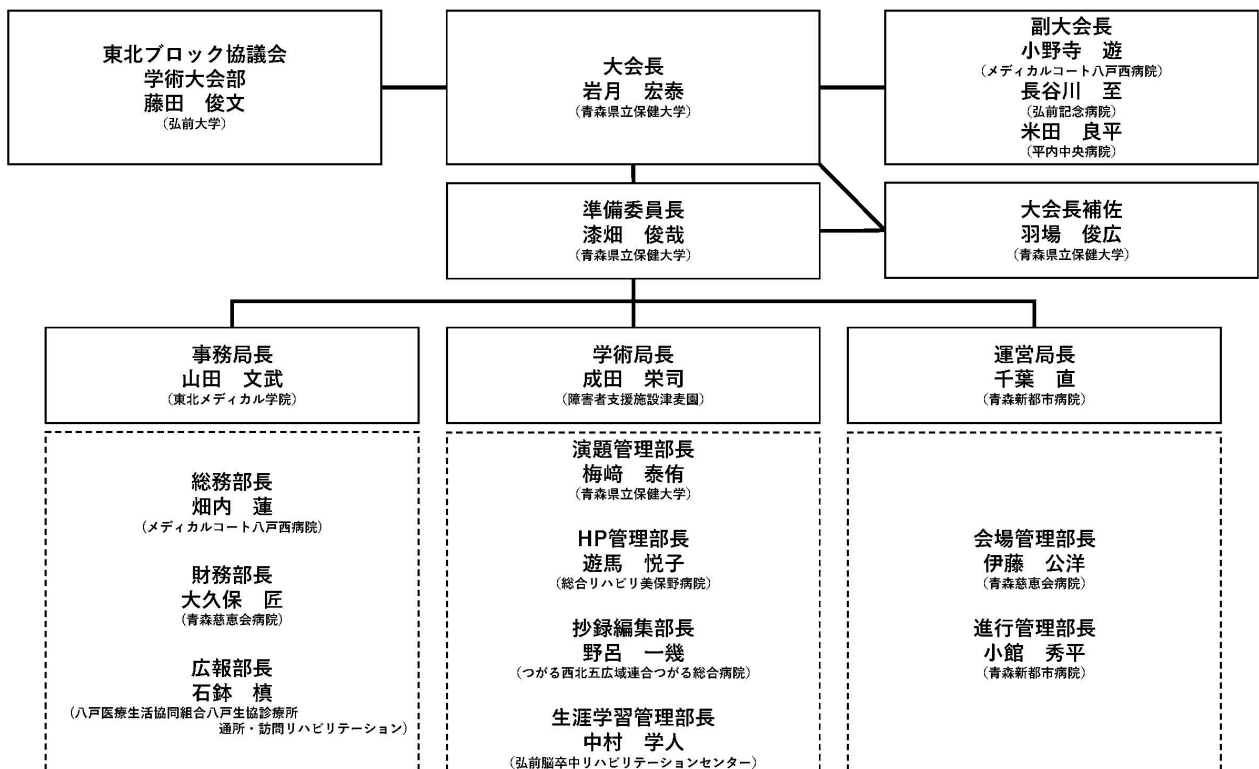 東北ブロック協議会
学術大会部
藤田　俊文
（弘前大学）
大会長
岩月　宏泰
（青森県立保健大学）
副大会長
小野寺　遊
（メディカルコート八戸西病院）
長谷川　至
（弘前記念病院）
米田　良平
（平内中央病院）
準備委員長
漆畑　俊哉
（青森県立保健大学）
大会長補佐
羽場　俊広
（青森県立保健大学）
事務局長
山田　文武
（東北メディカル学院）
総務部長
畑内　蓮
（メディカルコート八戸西病院）
財務部長
大久保　匠
（青森慈恵会病院）
広報部長
石鉢　槙
（八戸医療生活協同組合八戸生協診療所
通所・訪問リハビリテーション）
学術局長
成田　栄司
（障害者支援施設津麦園）
演題管理部長
梅﨑　泰侑
（青森県立保健大学）
HP管理部長
遊馬　悦子
（総合リハビリ美保野病院）
抄録編集部長
野呂　一幾
（つがる西北五広域連合つがる総合病院）
生涯学習管理部長
中村　学人
（弘前脳卒中リハビリテーションセンター）
運営局長
千葉　直
（青森新都市病院）
会場管理部長
伊藤　公洋
（青森慈恵会病院）
進行管理部長
小館　秀平
（青森新都市病院）